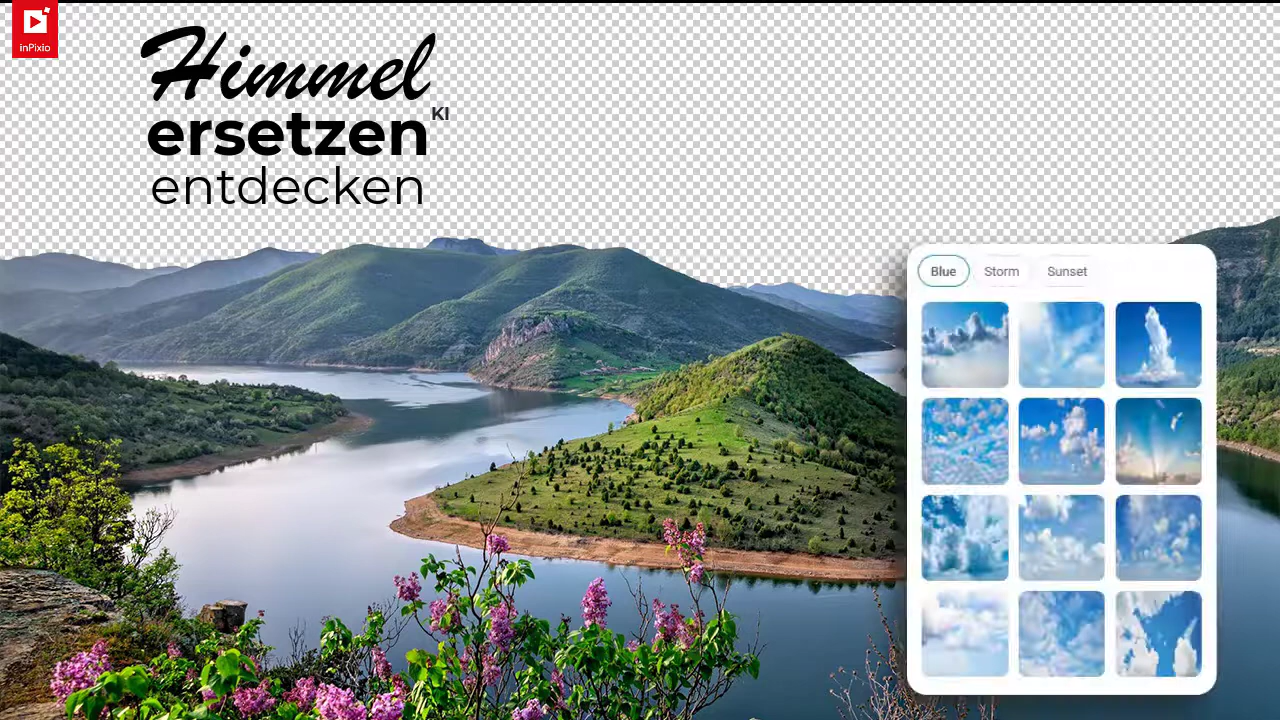 inPixio
Himmel
ersetzen KI
entdecken
Blue Storm Sunset